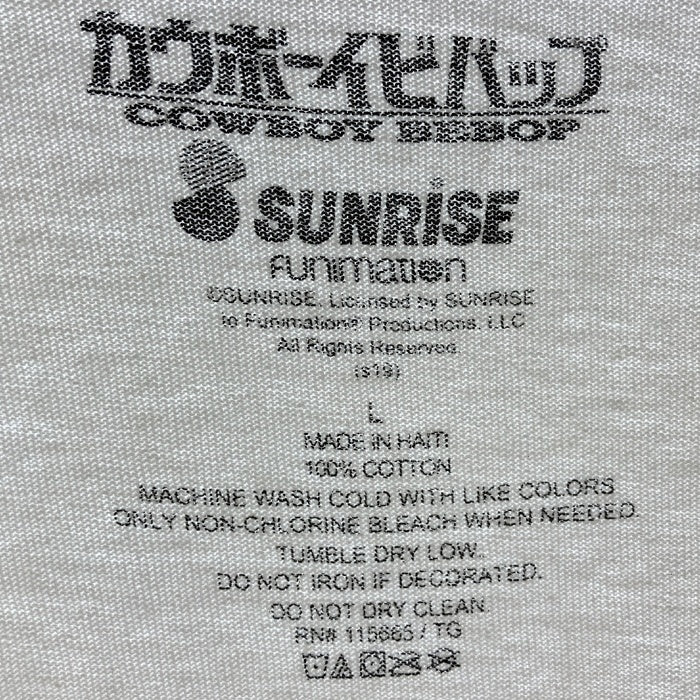 カウボーイビバップ
COWBOY BEBOP
SUNRISE
FUNIMATION
©SUNRISE. Licensed by SUNRISE
to Funimation® Productions, LLC
All Rights Reserved.
(s19)
L
MADE IN HAITI
100% COTTON
MACHINE WASH COLD WITH LIKE COLORS
ONLY NON-CHLORINE BLEACH WHEN NEEDED.
TUMBLE DRY LOW.
DO NOT IRON IF DECORATED.
DO NOT DRY CLEAN.
RN# 115665 / TG